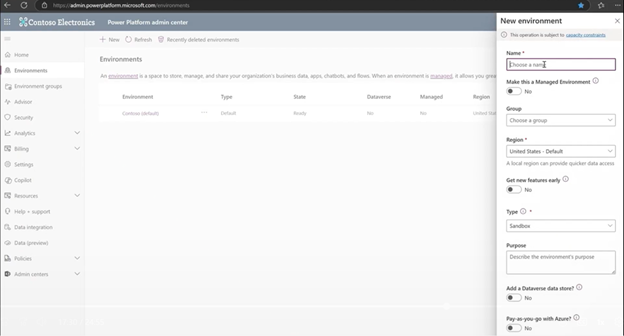 https://admin.powerplatform.microsoft.com/environments
Contoso Electronics
Power Platform admin center
New
Refresh
Recently deleted environments
Home
Environments
Environment groups
Advisor
Security
Analytics
Billing
Settings
Copilot
Resources
Help + support
Data integration
Data (preview)
Policies
Admin centers
Environments
An environment is a space to store, manage, and share your organization's business data, apps, chatbots, and flows. When an environment is managed, it allows you great
Environment Type State Dataverse Managed Region
Contoso (default) Default Ready No No United
New environment
This operation is subject to capacity constraints
Name *
Choose a name
Make this a Managed Environment
No
Group
Choose a group
Region *
United States - Default
A local region can provide quicker data access
Get new features early
No
Type *
Sandbox
Purpose
Describe the environment's purpose
Add a Dataverse data store?
No
Pay-as-you-go with Azure?
No